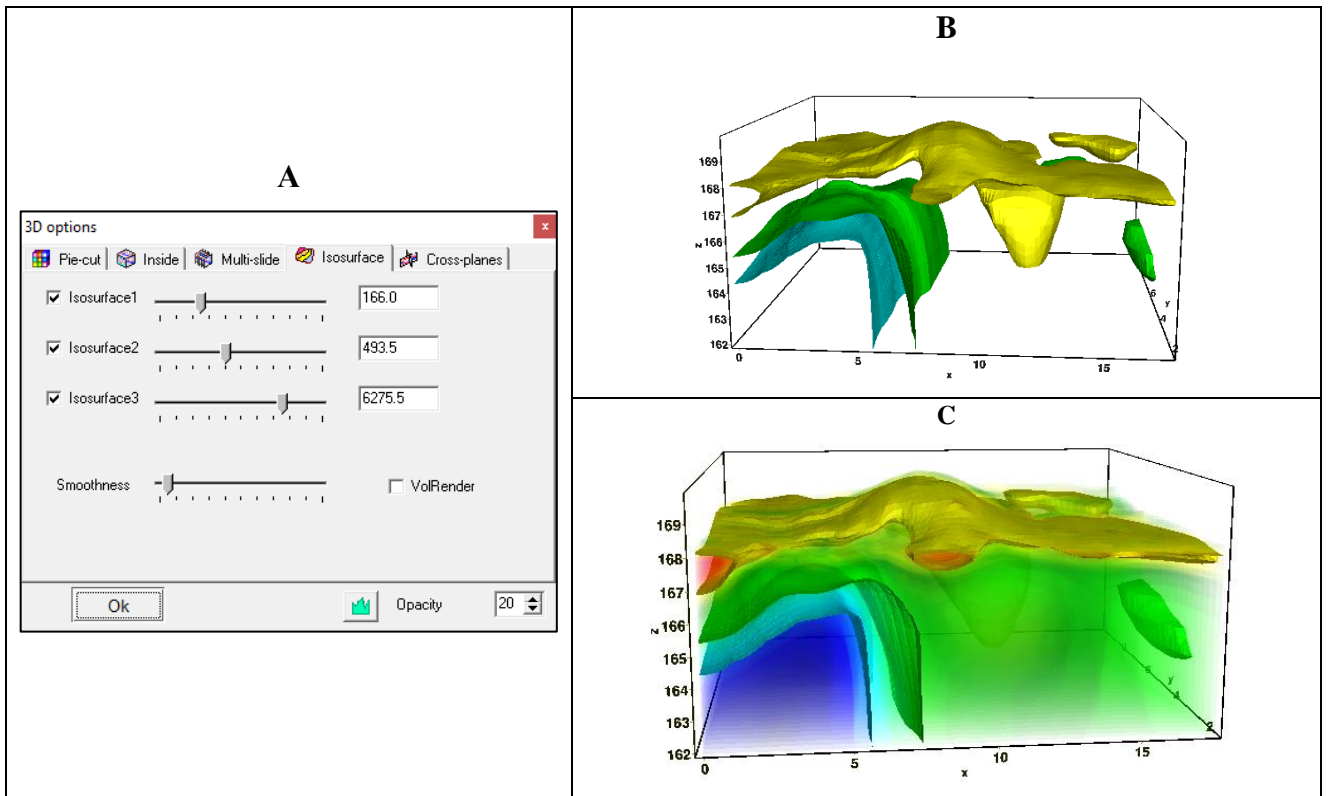 A
3D options
x
Pie-cut Inside Multi-slide Isosurface Cross-planes
Isosurface1 166.0
Isosurface2 493.5
Isosurface3 6275.5
Smoothness VolRender
Ok Opacity 20
B
169
168
167
z 166
165
164
163
162
0 5 10 15
x
2 4 6
y
C
169
168
167
z 166
165
164
163
162
0 5 10 15
x
2 4 6 8
y